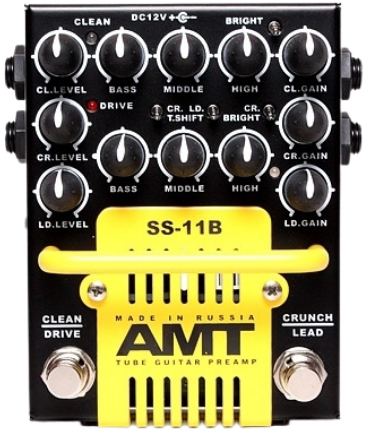 CLEAN DC12V BRIGHT
CL.LEVEL BASS MIDDLE HIGH CL.GAIN
DRIVE CR. LD. CR.
T.SHIFT BRIGHT
CR.LEVEL CR.GAIN
BASS MIDDLE HIGH
LD.LEVEL LD.GAIN
SS-11B
CLEAN CRUNCH
DRIVE LEAD
MADE IN RUSSIA
AMT
TUBE GUITAR PREAMP